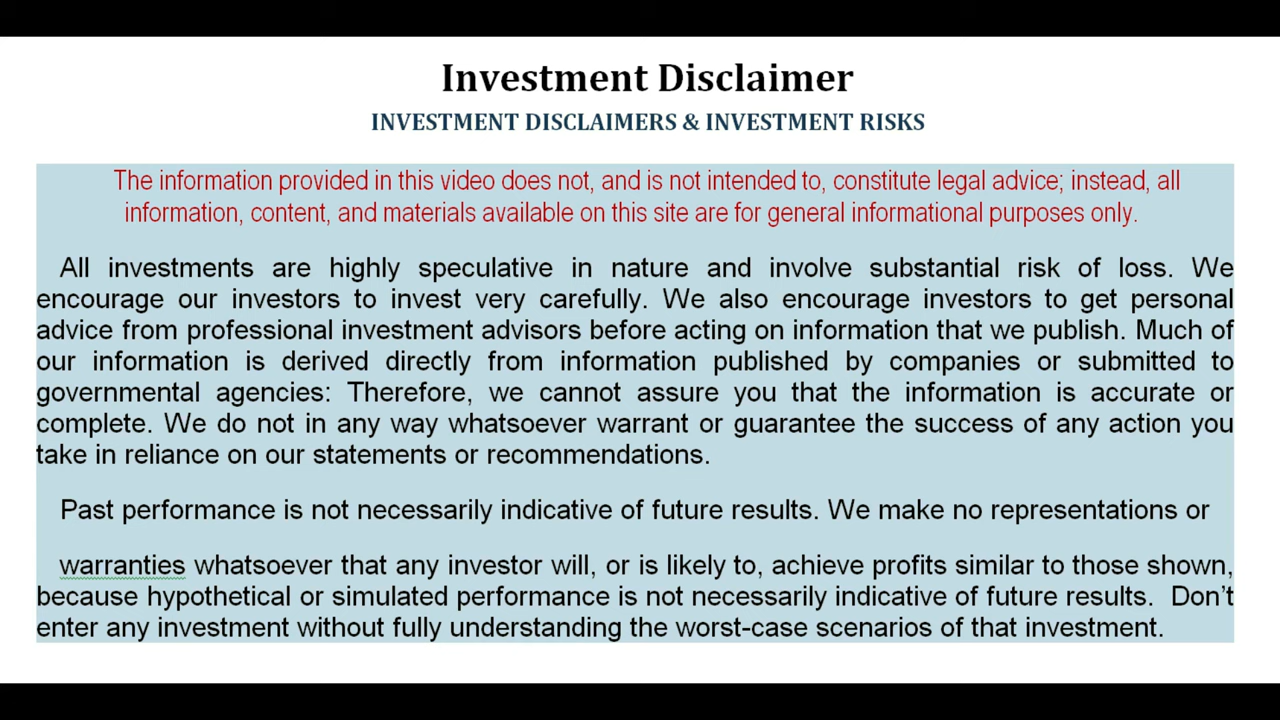 Investment Disclaimer
INVESTMENT DISCLAIMERS & INVESTMENT RISKS
The information provided in this video does not, and is not intended to, constitute legal advice; instead, all
information, content, and materials available on this site are for general informational purposes only.
All investments are highly speculative in nature and involve substantial risk of loss. We
encourage our investors to invest very carefully. We also encourage investors to get personal
advice from professional investment advisors before acting on information that we publish. Much of
our information is derived directly from information published by companies or submitted to
governmental agencies: Therefore, we cannot assure you that the information is accurate or
complete. We do not in any way whatsoever warrant or guarantee the success of any action you
take in reliance on our statements or recommendations.
Past performance is not necessarily indicative of future results. We make no representations or
warranties whatsoever that any investor will, or is likely to, achieve profits similar to those shown,
because hypothetical or simulated performance is not necessarily indicative of future results.  Don’t
enter any investment without fully understanding the worst-case scenarios of that investment.